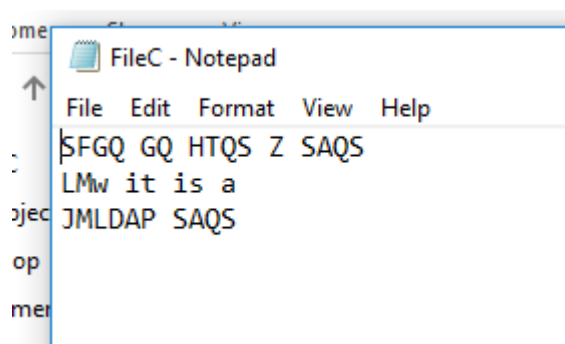 FileC - Notepad
File Edit Format View Help
SFGQ GQ HTQS Z SAQS
LMw it is a
JMLDAP SAQS